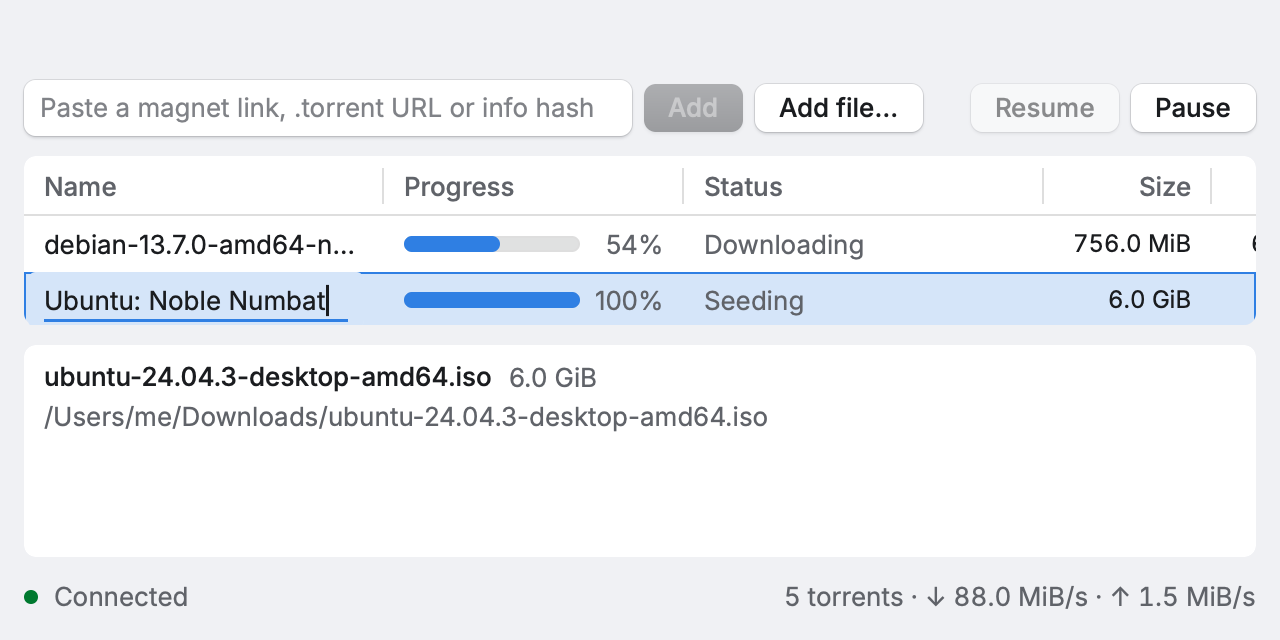 Paste a magnet link, .torrent URL or info hash Add Add file... Resume Pause
Name Progress Status Size
debian-13.7.0-amd64-n... 54% Downloading 756.0 MiB
Ubuntu: Noble Numbat 100% Seeding 6.0 GiB
ubuntu-24.04.3-desktop-amd64.iso 6.0 GiB
/Users/me/Downloads/ubuntu-24.04.3-desktop-amd64.iso
Connected 5 torrents · ↓ 88.0 MiB/s · ↑ 1.5 MiB/s